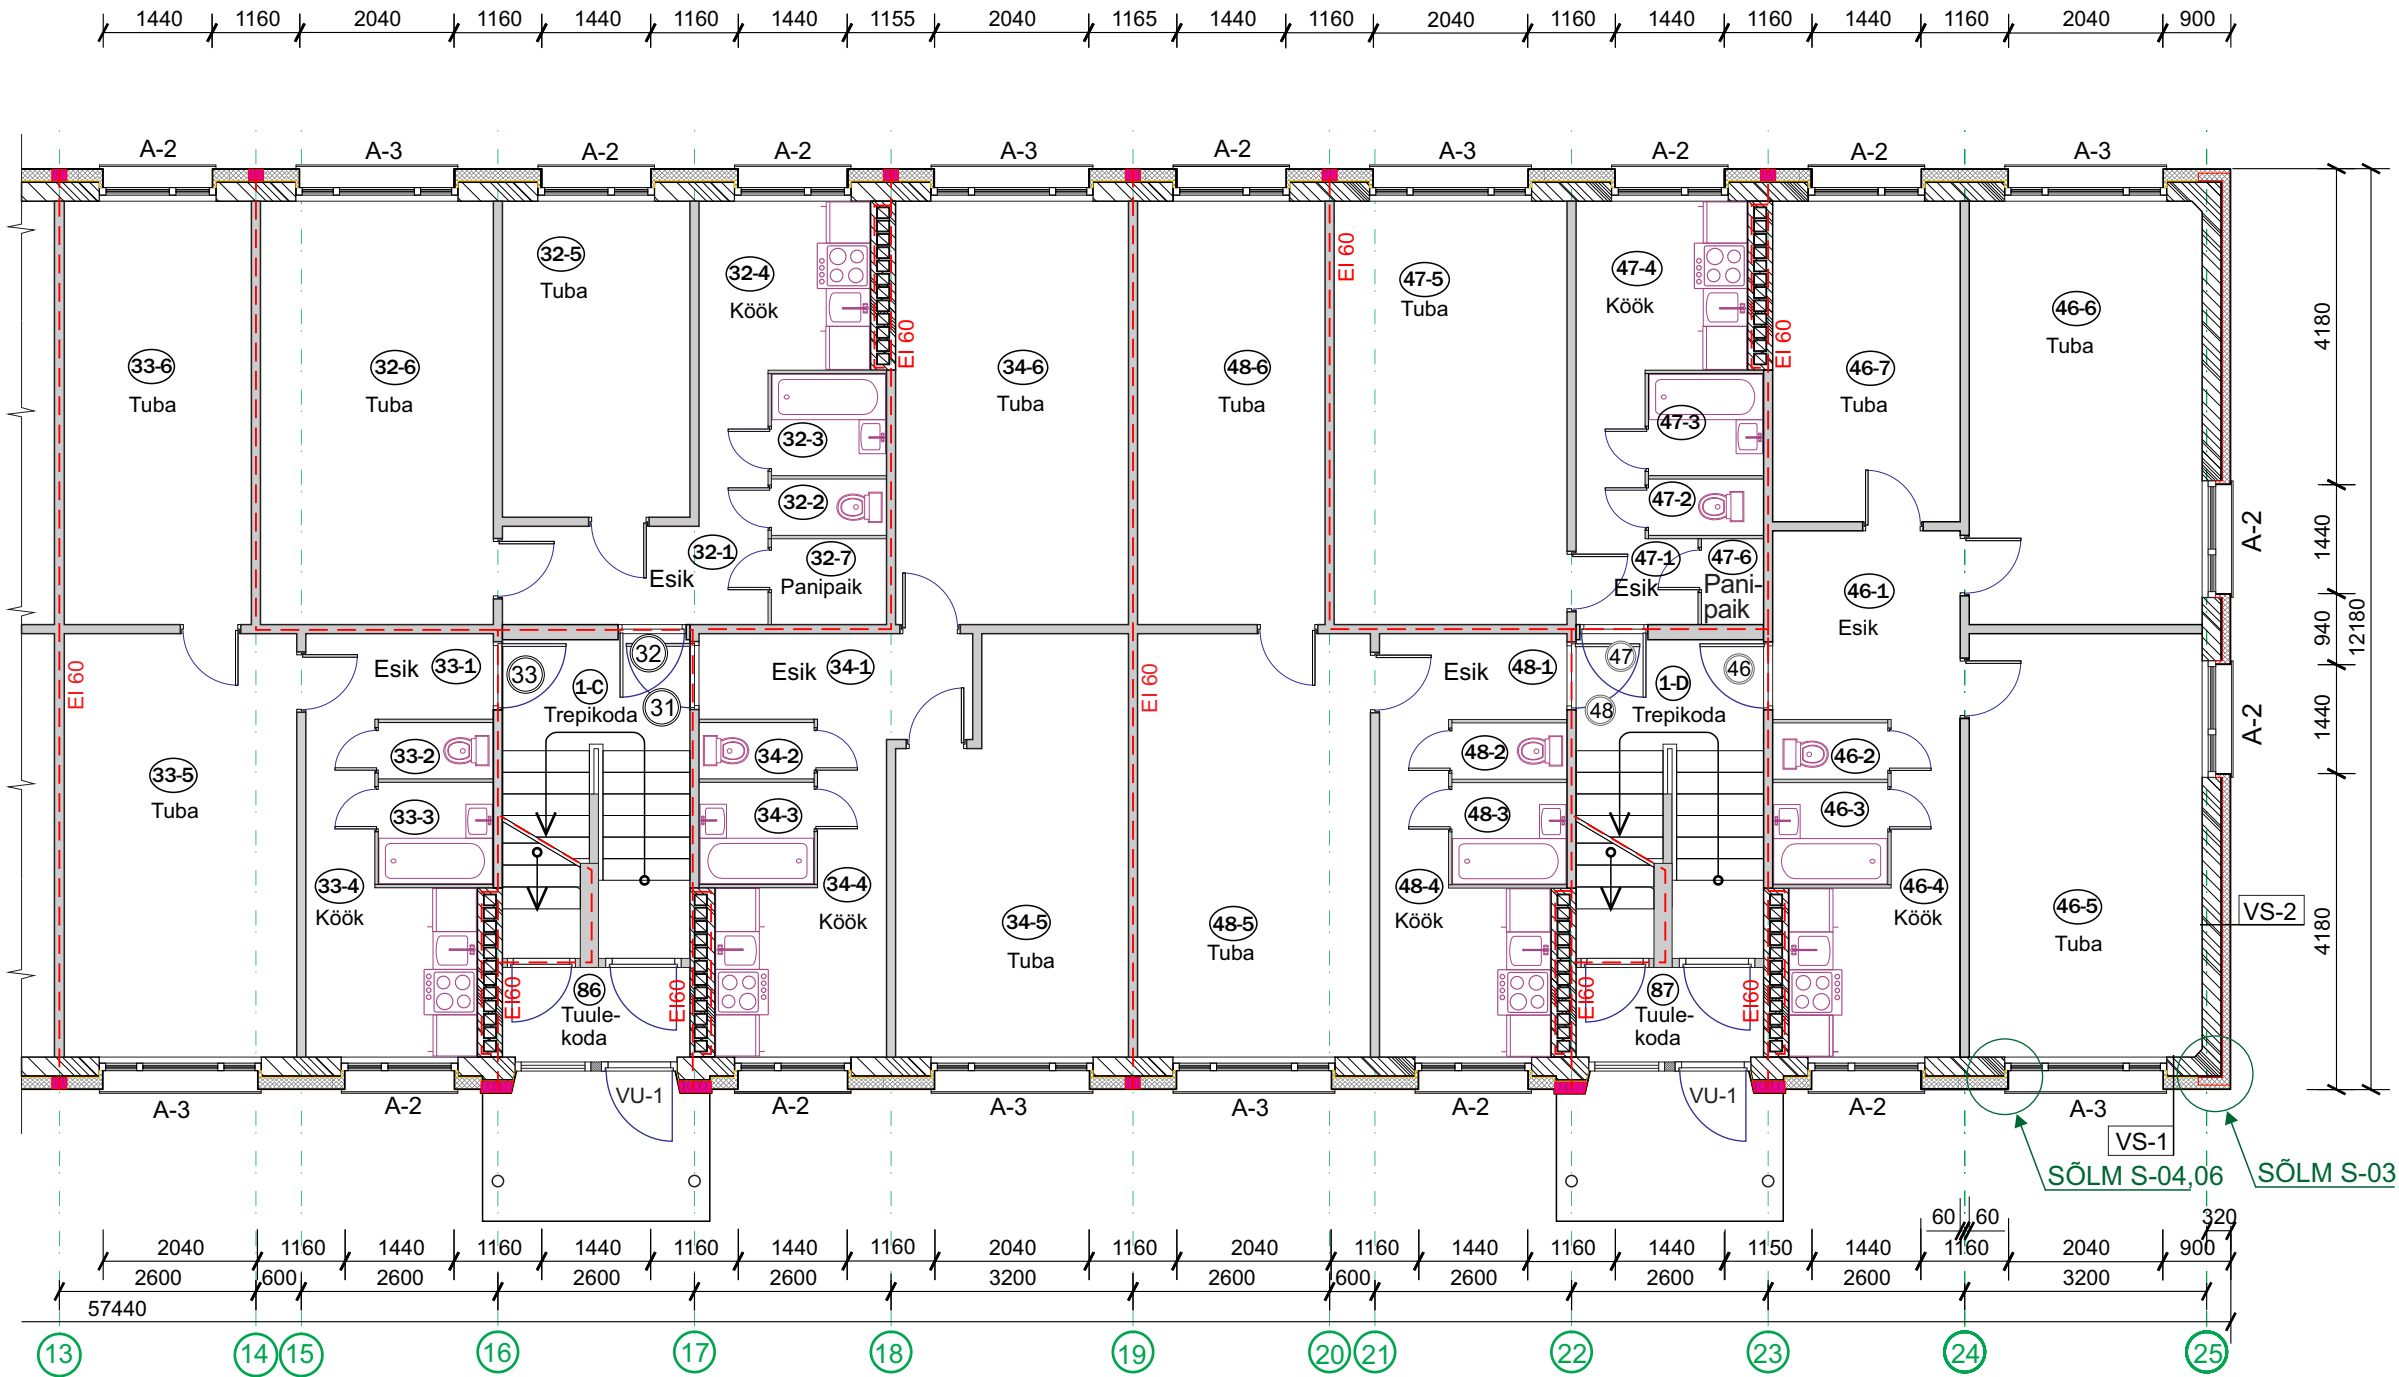 1440 1160 2040 1160 1440 1160 1440 1155 2040 1165 1440 1160 2040 1160 1440 1160 1440 1160 2040 900
A-2 A-3 A-2 A-2 A-3 A-2 A-3 A-2 A-2 A-3
33-6
Tuba
32-6
Tuba
32-5
Tuba
32-4
Köök
32-3
32-2
32-1
Esik
32-7
Panipaik
EI 60
34-6
Tuba
48-6
Tuba
EI 60
47-5
Tuba
47-4
Köök
47-3
47-2
47-1
Esik
47-6
Pani-
paik
EI 60
46-7
Tuba
46-6
Tuba
46-1
Esik
A-2
A-2
4180
1440
940
1440
4180
12180
EI 60
33-5
Tuba
Esik 33-1
33-2
33-3
33-4
Köök
33
32
31
1-C
Trepikoda
Esik 34-1
34-2
34-3
34-4
Köök
34-5
Tuba
EI 60
48-5
Tuba
Esik 48-1
48-2
48-3
48-4
Köök
47
46
48
1-D
Trepikoda
46-2
46-3
46-4
Köök
46-5
Tuba
EI60
86
Tuule-
koda
EI60
EI60
87
Tuule-
koda
EI60
VS-2
A-3 A-2 VU-1 A-2 A-3 A-3 A-2 VU-1 A-2 A-3
VS-1
SÕLM S-04,06
SÕLM S-03
60 60 320
2040 1160 1440 1160 1440 1160 1440 1160 2040 1160 2040 1160 1440 1160 1440 1150 1440 1160 2040 900
2600 600 2600 2600 2600 3200 2600 600 2600 2600 2600 3200
57440
13 14 15 16 17 18 19 20 21 22 23 24 25